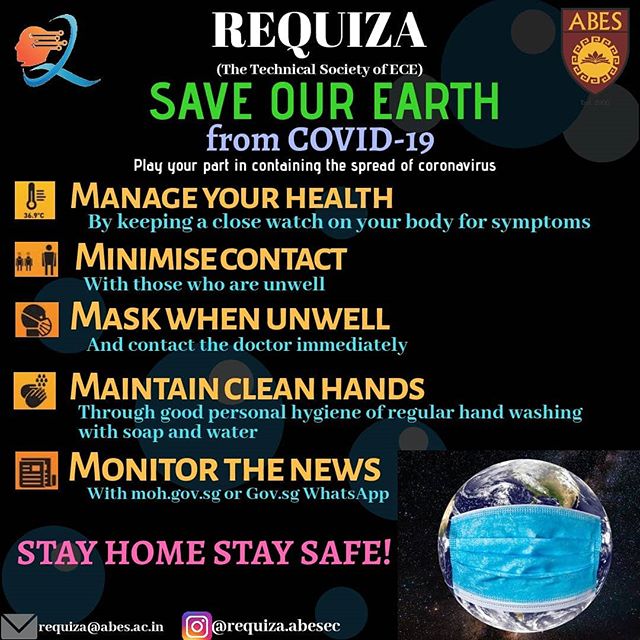 REQUIZA
ABES
(The Technical Society of ECE)
SAVE OUR EARTH
from COVID-19
Play your part in containing the spread of coronavirus
Est. 2000
36.9°C
MANAGE YOUR HEALTH
By keeping a close watch on your body for symptoms
MINIMISE CONTACT
With those who are unwell
MASK WHEN UNWELL
And contact the doctor immediately
MAINTAIN CLEAN HANDS
Through good personal hygiene of regular hand washing
with soap and water
MONITOR THE NEWS
With moh.gov.sg or Gov.sg WhatsApp
STAY HOME STAY SAFE!
requiza@abes.ac.in
@requiza.abesec